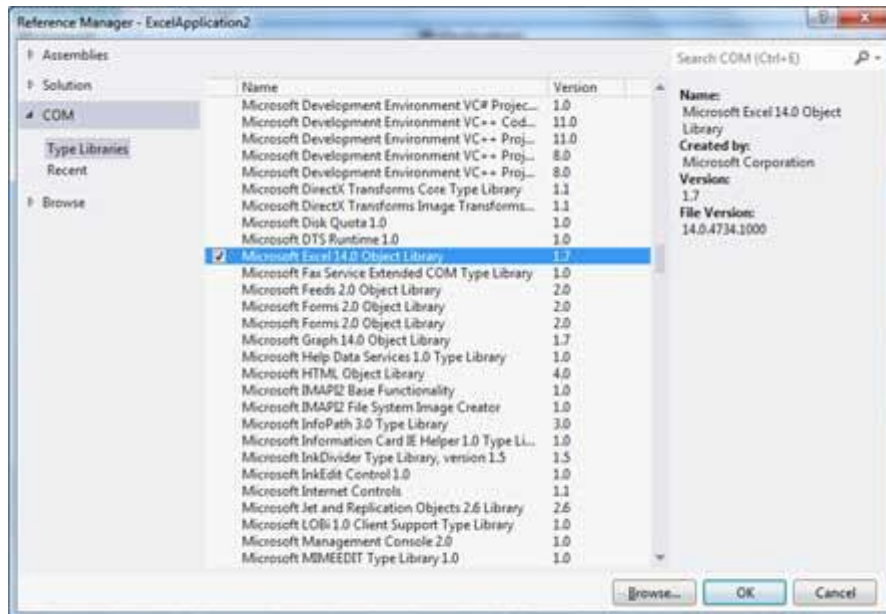 Reference Manager - ExcelApplication2
Assemblies
Solution
COM
Type Libraries
Recent
Browse
Search COM (Ctrl+E)
Name Version
Microsoft Development Environment VC# Projec... 1.0
Microsoft Development Environment VC++ Cod... 11.0
Microsoft Development Environment VC++ Proj... 11.0
Microsoft Development Environment VC++ Proj... 8.0
Microsoft Development Environment VC++ Proj... 8.0
Microsoft DirectX Transforms Core Type Library 1.1
Microsoft DirectX Transforms Image Transforms... 1.1
Microsoft Disk Quota 1.0 1.0
Microsoft DTS Runtime 1.0 1.0
Microsoft Excel 14.0 Object Library 1.7
Microsoft Fax Service Extended COM Type Library 1.0
Microsoft Feeds 2.0 Object Library 2.0
Microsoft Forms 2.0 Object Library 2.0
Microsoft Forms 2.0 Object Library 2.0
Microsoft Graph 14.0 Object Library 1.7
Microsoft Help Data Services 1.0 Type Library 1.0
Microsoft HTML Object Library 4.0
Microsoft IMAPI2 Base Functionality 1.0
Microsoft IMAPI2 File System Image Creator 1.0
Microsoft InfoPath 3.0 Type Library 3.0
Microsoft Information Card IE Helper 1.0 Type Li... 1.0
Microsoft InkDivider Type Library, version 1.5 1.5
Microsoft InkEdit Control 1.0 1.0
Microsoft Internet Controls 1.1
Microsoft Jet and Replication Objects 2.6 Library 2.6
Microsoft LOBi 1.0 Client Support Type Library 1.0
Microsoft Management Console 2.0 1.0
Microsoft MIMEEDIT Type Library 1.0 1.0
Name:
Microsoft Excel 14.0 Object
Library
Created by:
Microsoft Corporation
Version:
1.7
File Version:
14.0.4734.1000
Browse... OK Cancel